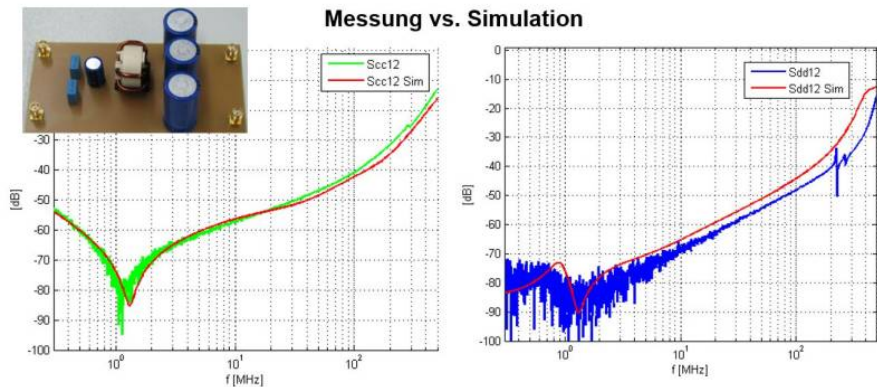 Messung vs. Simulation
Scc12
Scc12 Sim
-30
-40
-50
-60
-70
-80
-90
-100
[dB]
10^0
10^1
10^2
f [MHz]
Sdd12
Sdd12 Sim
0
-10
-20
-30
-40
-50
-60
-70
-80
-90
-100
[dB]
10^0
10^1
10^2
f [MHz]